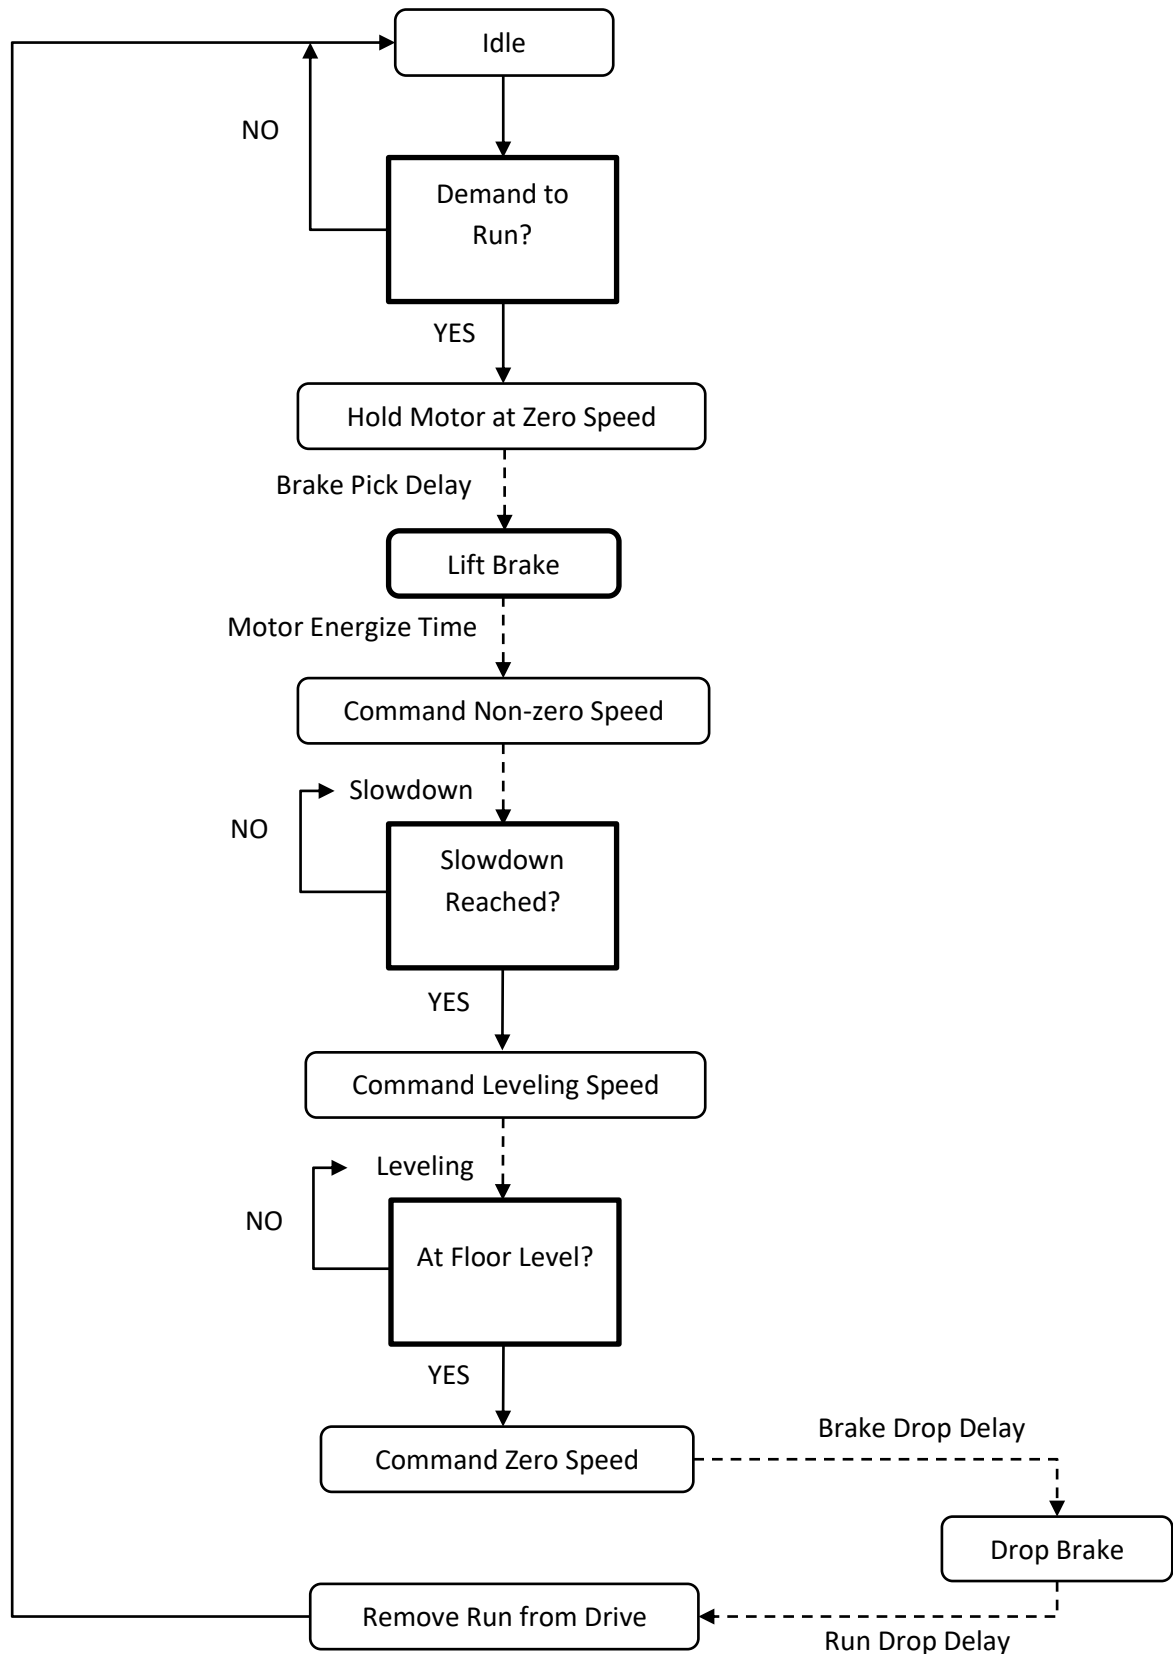 Idle
NO
Demand to
Run?
YES
Hold Motor at Zero Speed
Brake Pick Delay
Lift Brake
Motor Energize Time
Command Non-zero Speed
Slowdown
NO
Slowdown
Reached?
YES
Command Leveling Speed
Leveling
NO
At Floor Level?
YES
Command Zero Speed
Brake Drop Delay
Drop Brake
Remove Run from Drive
Run Drop Delay